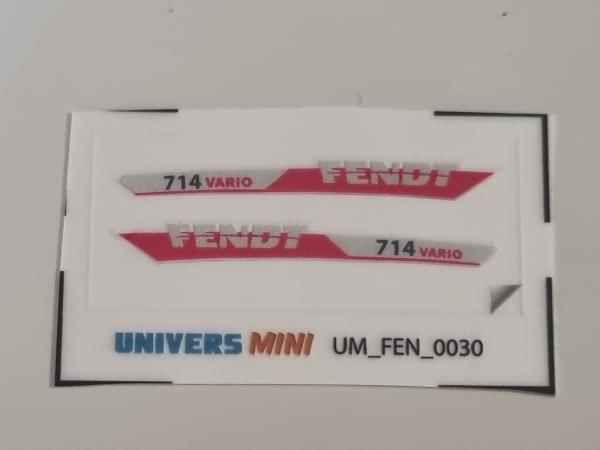 714 VARIO FENDT
FENDT 714 VARIO
UNIVERS MINI UM_FEN_0030